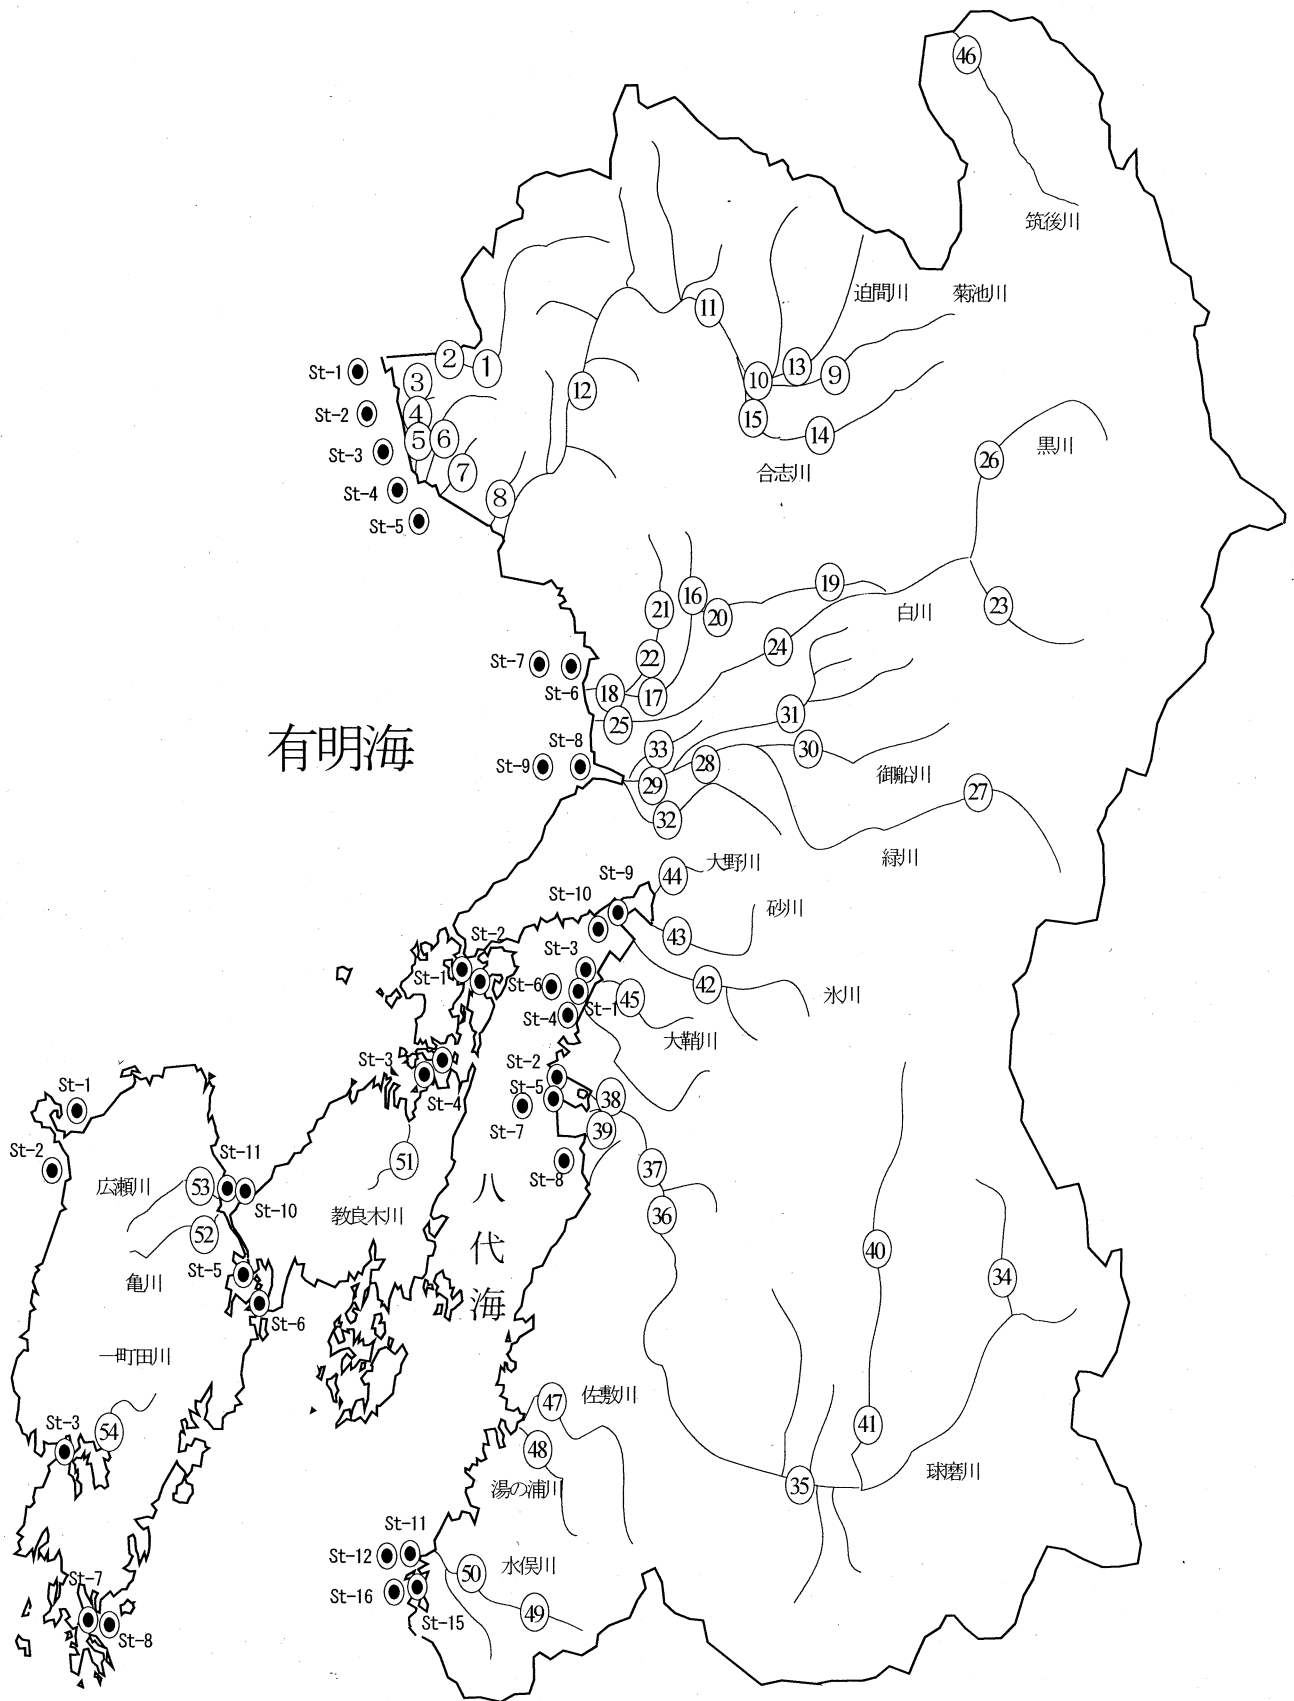 46
筑後川
11
迫間川
菊池川
St-1
2
1
13
9
10
3
12
St-2
4
15
5
6
14
黒川
St-3
26
7
合志川
St-4
8
St-5
19
16
21
20
23
白川
24
22
St-7
St-6
18
17
31
25
有明海
33
30
St-8
28
St-9
29
御船川
27
32
緑川
大野川
St-9
44
St-10
砂川
43
St-2
St-3
St-1
42
St-6
45
氷川
St-1
St-4
大鞘川
St-3
St-2
St-5
St-4
38
St-1
St-7
39
St-2
St-11
51
37
St-8
広瀬川
53
八代海
St-10
教良木川
36
52
40
St-5
亀川
34
St-6
一町田川
佐敷川
47
St-3
54
41
48
球磨川
湯の浦川
35
St-11
St-12
水俣川
50
St-7
St-16
49
St-15
St-8